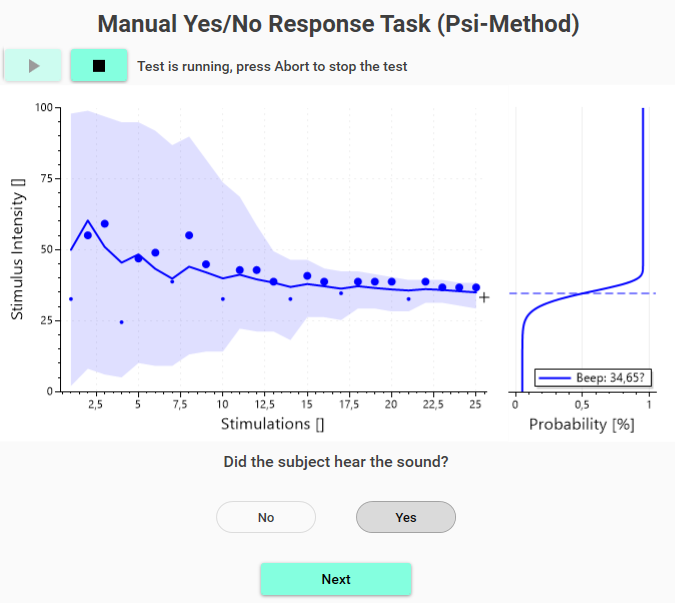 Manual Yes/No Response Task (Psi-Method)
Test is running, press Abort to stop the test
Stimulus Intensity []
100
75
50
25
0
2,5 5 7,5 10 12,5 15 17,5 20 22,5 25
Stimulations []
Beep: 34,65?
0 0,5 1
Probability [%]
Did the subject hear the sound?
No Yes
Next